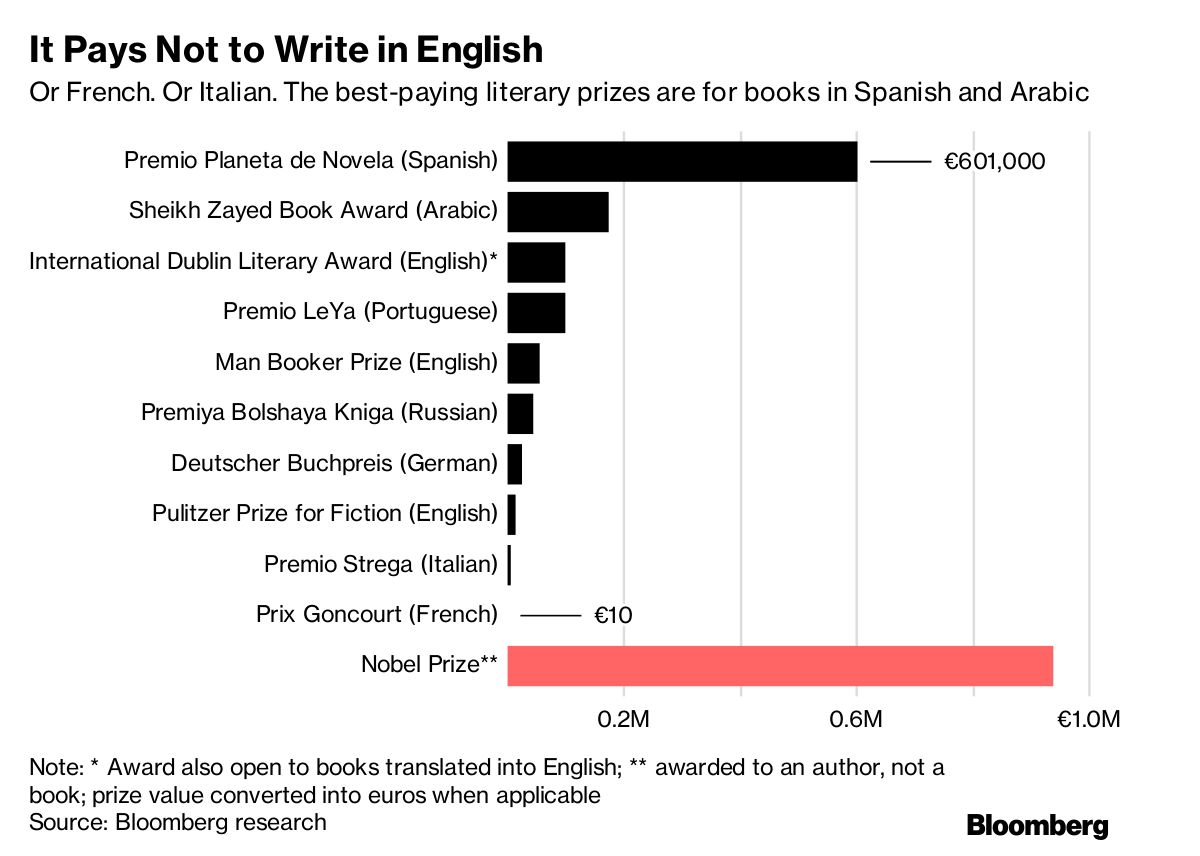 It Pays Not to Write in English
Or French. Or Italian. The best-paying literary prizes are for books in Spanish and Arabic
Premio Planeta de Novela (Spanish)
€601,000
Sheikh Zayed Book Award (Arabic)
International Dublin Literary Award (English)*
Premio LeYa (Portuguese)
Man Booker Prize (English)
Premiya Bolshaya Kniga (Russian)
Deutscher Buchpreis (German)
Pulitzer Prize for Fiction (English)
Premio Strega (Italian)
Prix Goncourt (French)
€10
Nobel Prize**
0.2M
0.6M
€1.0M
Note: * Award also open to books translated into English; ** awarded to an author, not a
book; prize value converted into euros when applicable
Source: Bloomberg research
Bloomberg